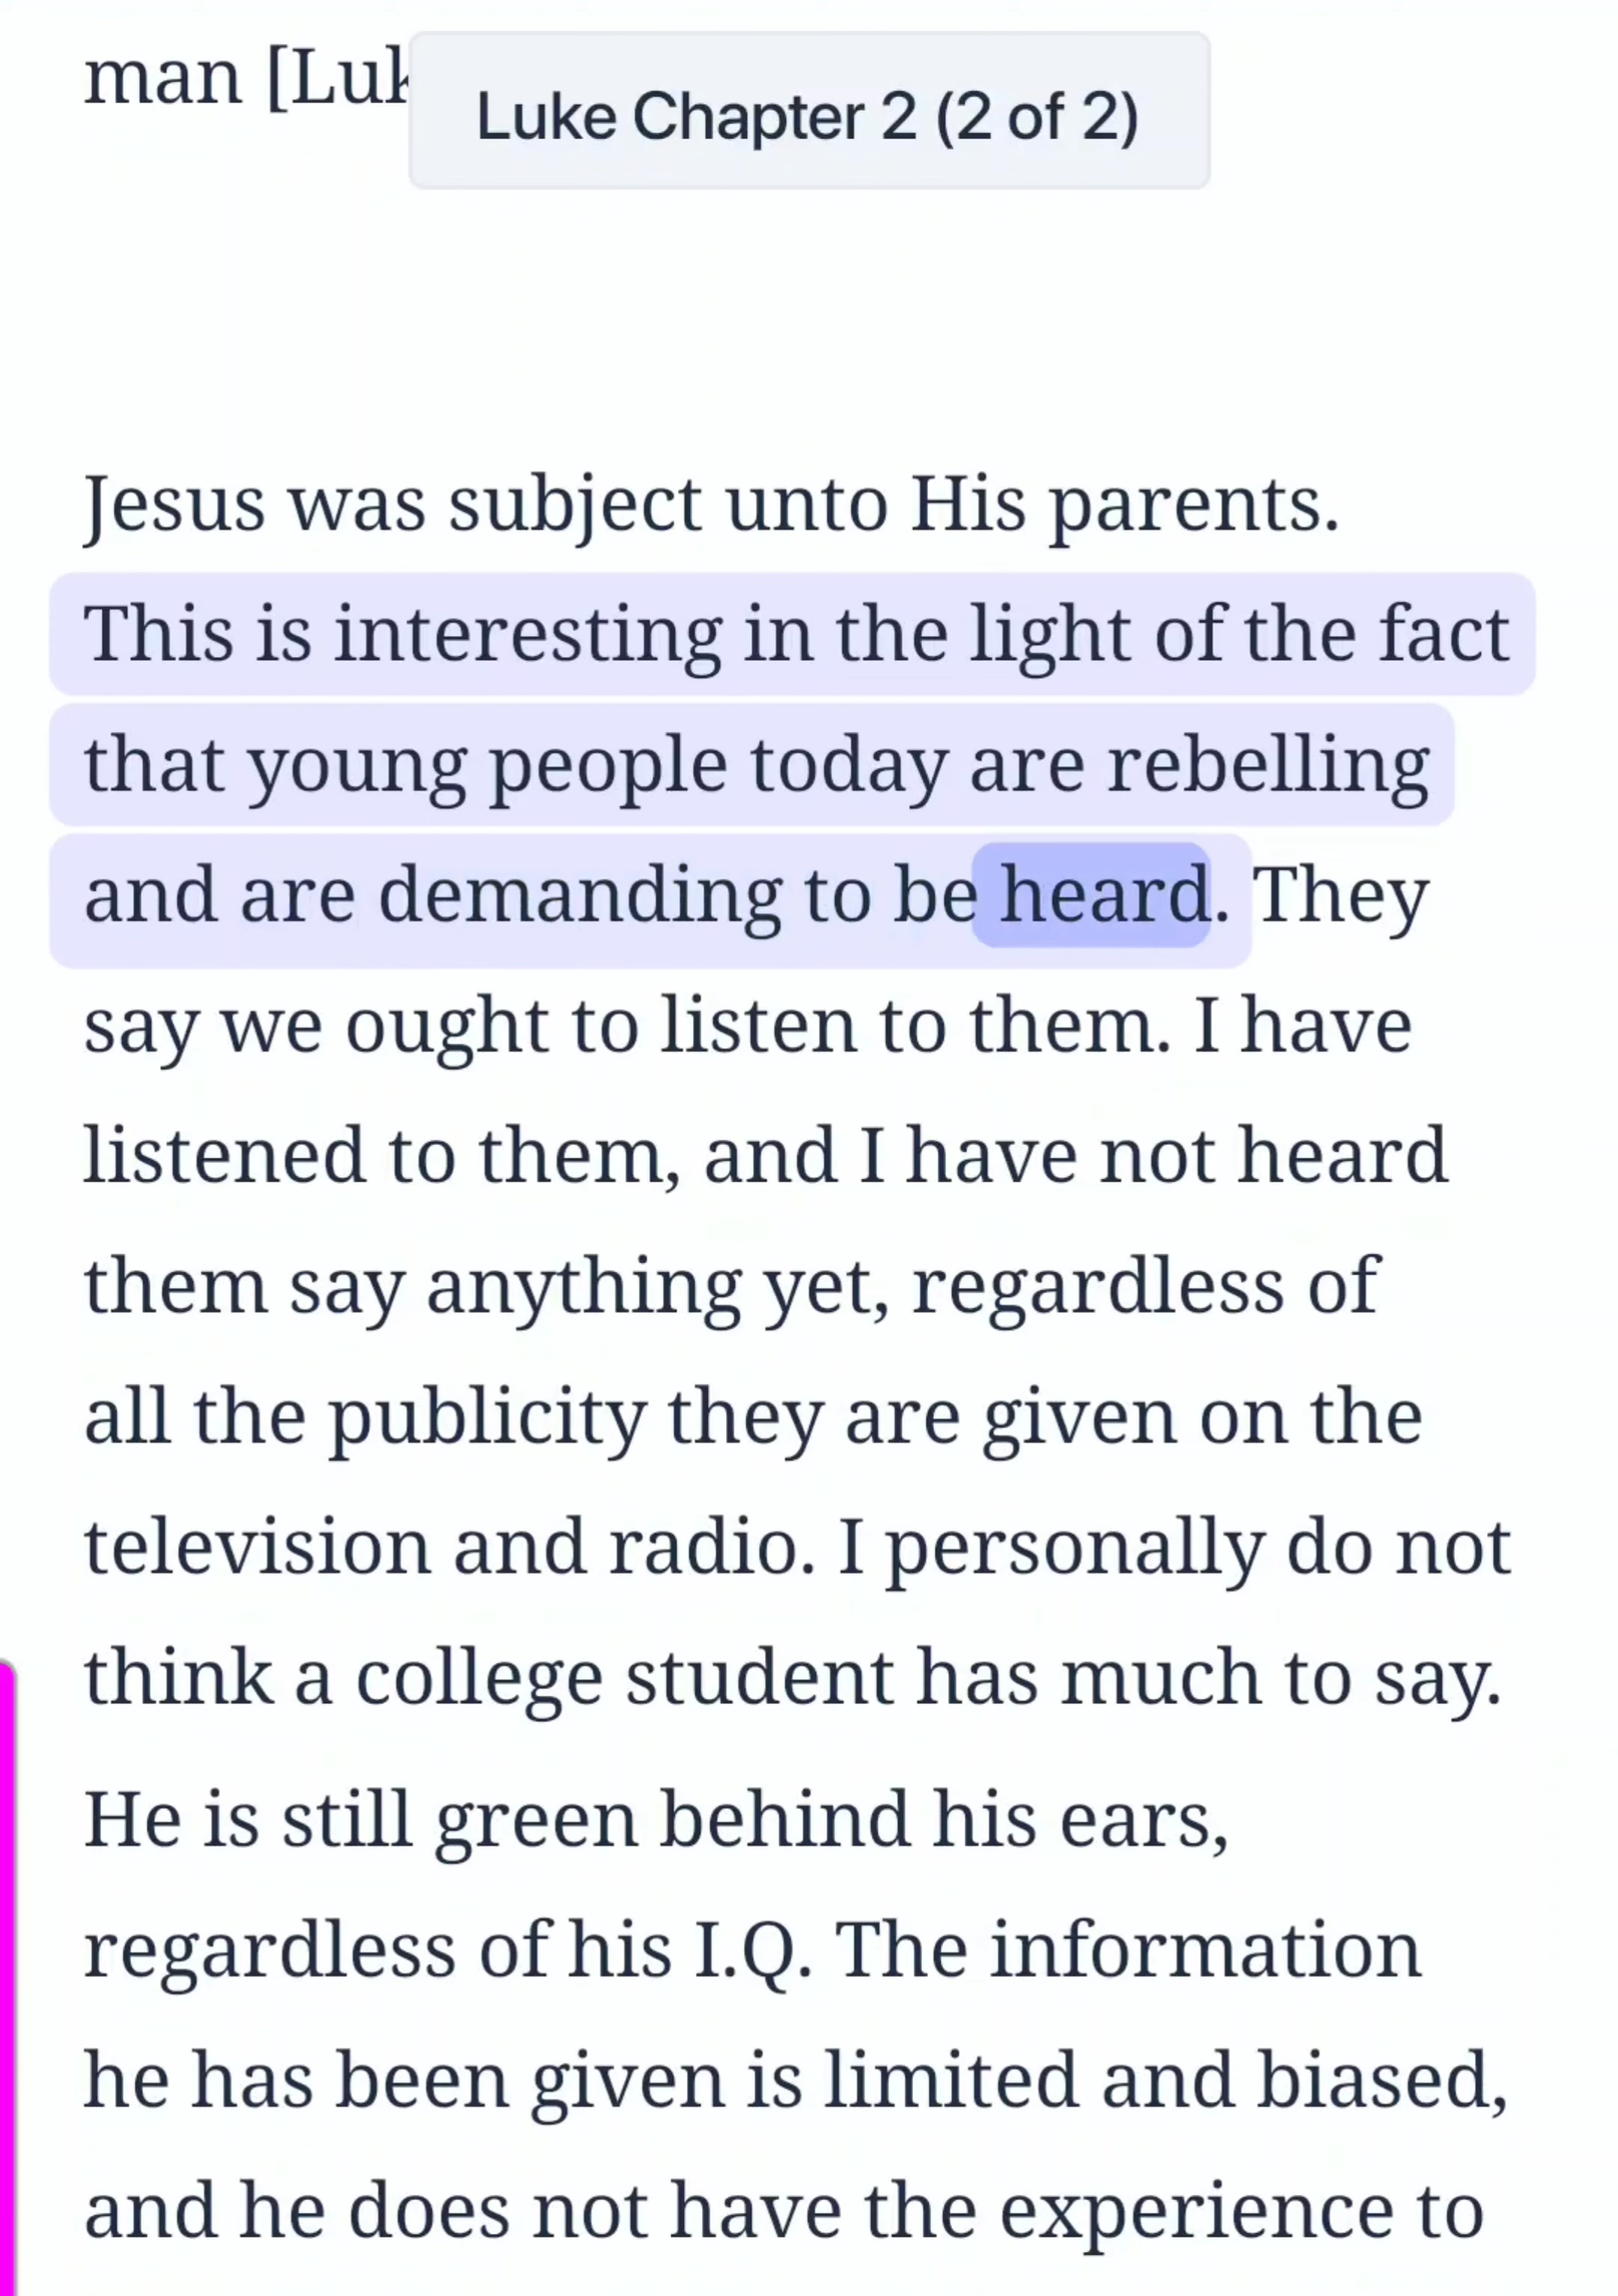 man [Luk
Luke Chapter 2 (2 of 2)
Jesus was subject unto His parents.
This is interesting in the light of the fact
that young people today are rebelling
and are demanding to be heard. They
say we ought to listen to them. I have
listened to them, and I have not heard
them say anything yet, regardless of
all the publicity they are given on the
television and radio. I personally do not
think a college student has much to say.
He is still green behind his ears,
regardless of his I.Q. The information
he has been given is limited and biased,
and he does not have the experience to